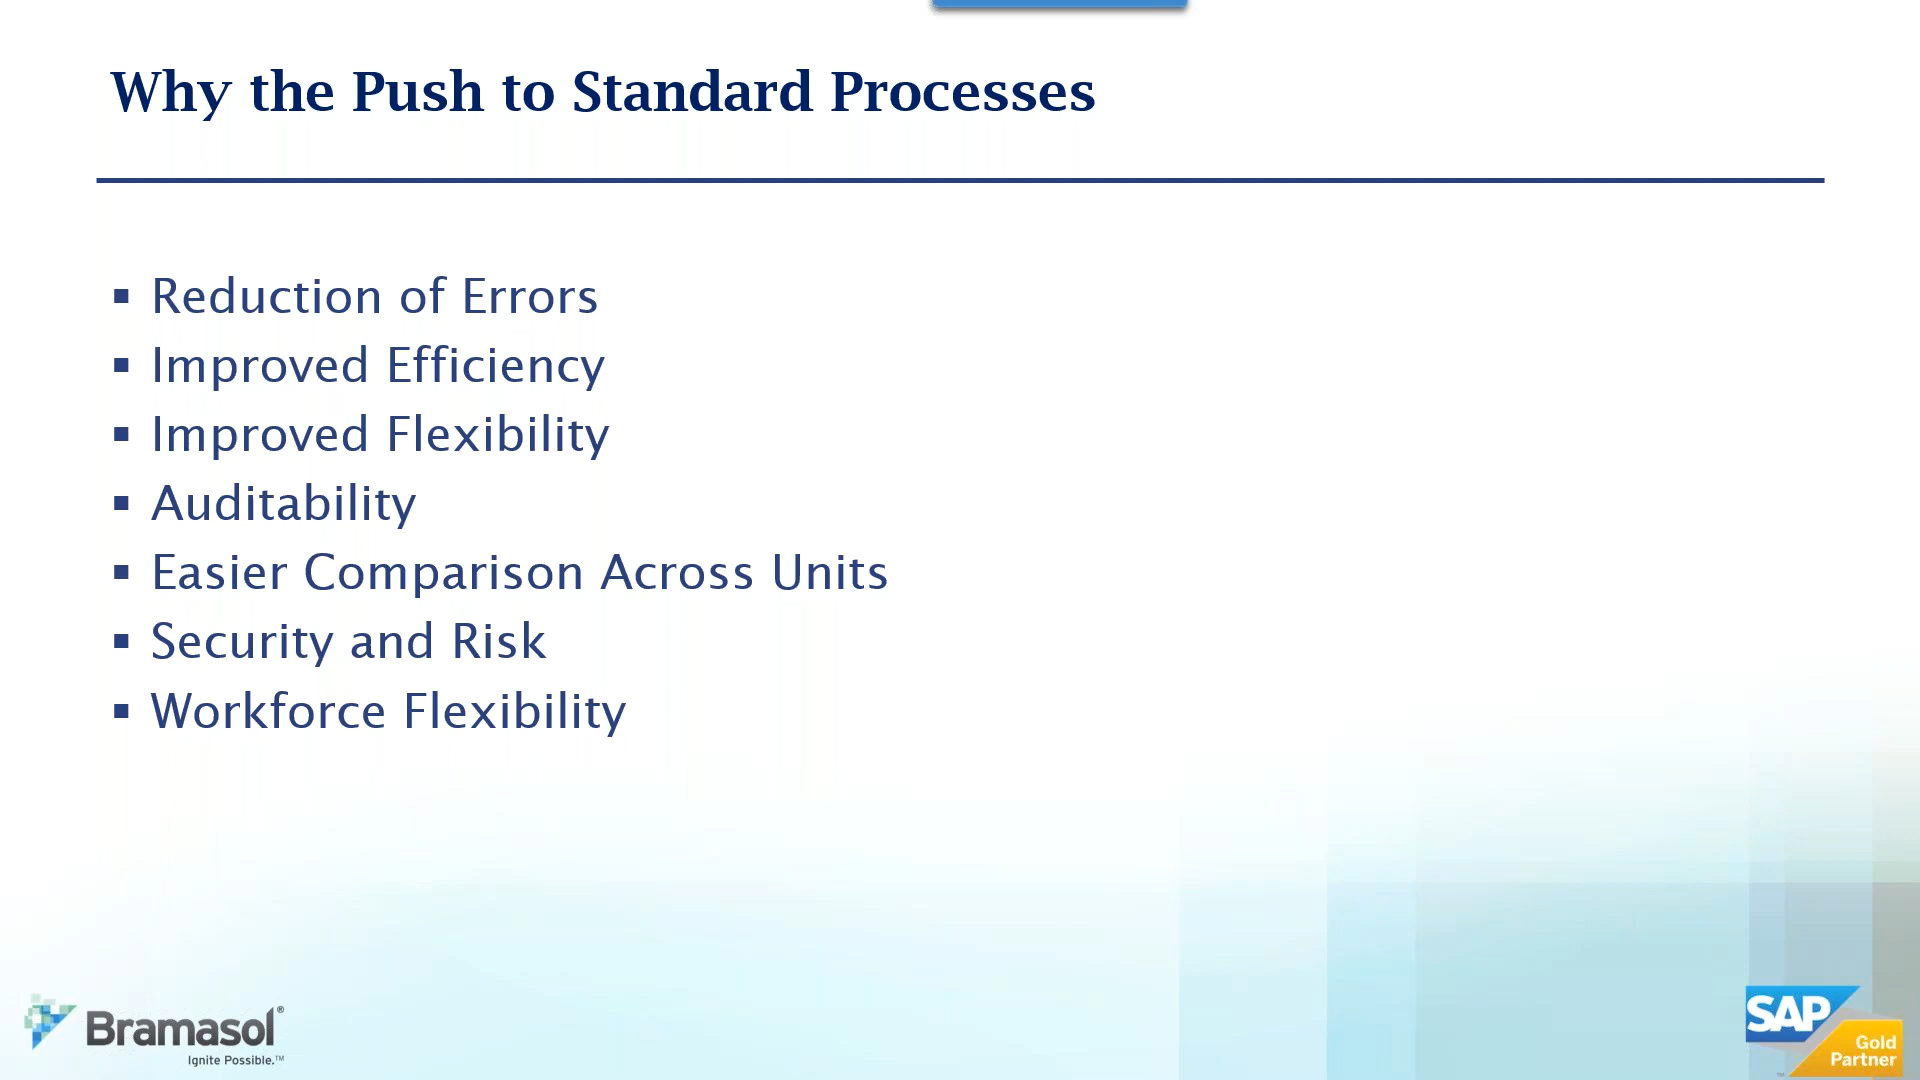 Why the Push to Standard Processes
▪ Reduction of Errors
▪ Improved Efficiency
▪ Improved Flexibility
▪ Auditability
▪ Easier Comparison Across Units
▪ Security and Risk
▪ Workforce Flexibility
Bramasol®
Ignite Possible.™
SAP
Gold
Partner
™